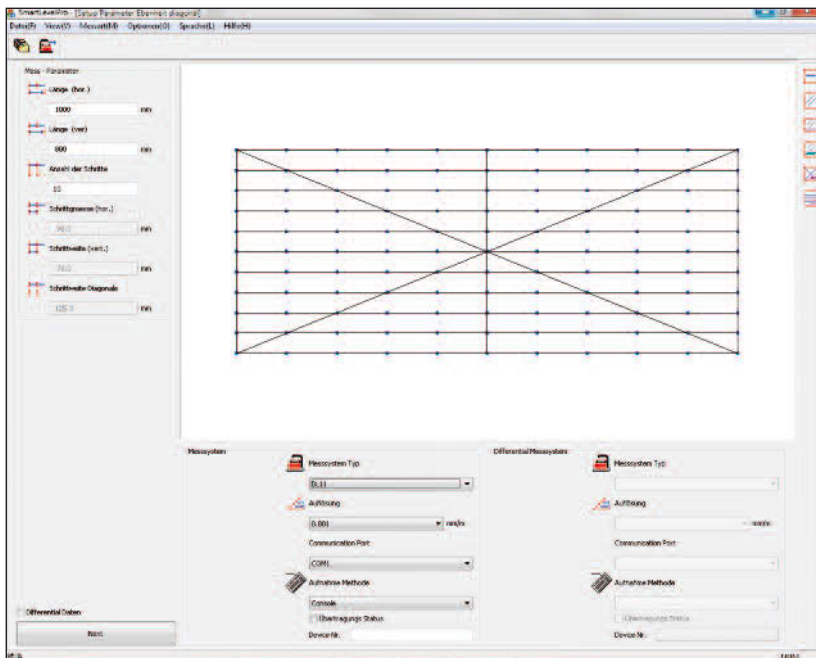 SmartLevelPro - [Setup Parameter Ebenheit diagonal]
Datei(F) View(V) Messart(M) Optionen(O) Sprache(L) Hilfe(H)
Mess - Parameter
Länge (hor.)
1000 mm
Länge (ver)
800 mm
Anzahl der Schritte
10
Schrittgroesse (hor.)
mm
Schrittweite (vert.)
mm
Schrittweite Diagonale
125.0 mm
Messsystem
Messsystem Typ
Auflösung
0.001 mm/m
Communication Port
COM1
Aufnahme Methode
Console
Übertragungs Status
Device Nr.
Differential Messsystem
Messsystem Typ
Auflösung
mm/m
Communication Port
Aufnahme Methode
Übertragungs Status
Device Nr.
Differential Daten
Next